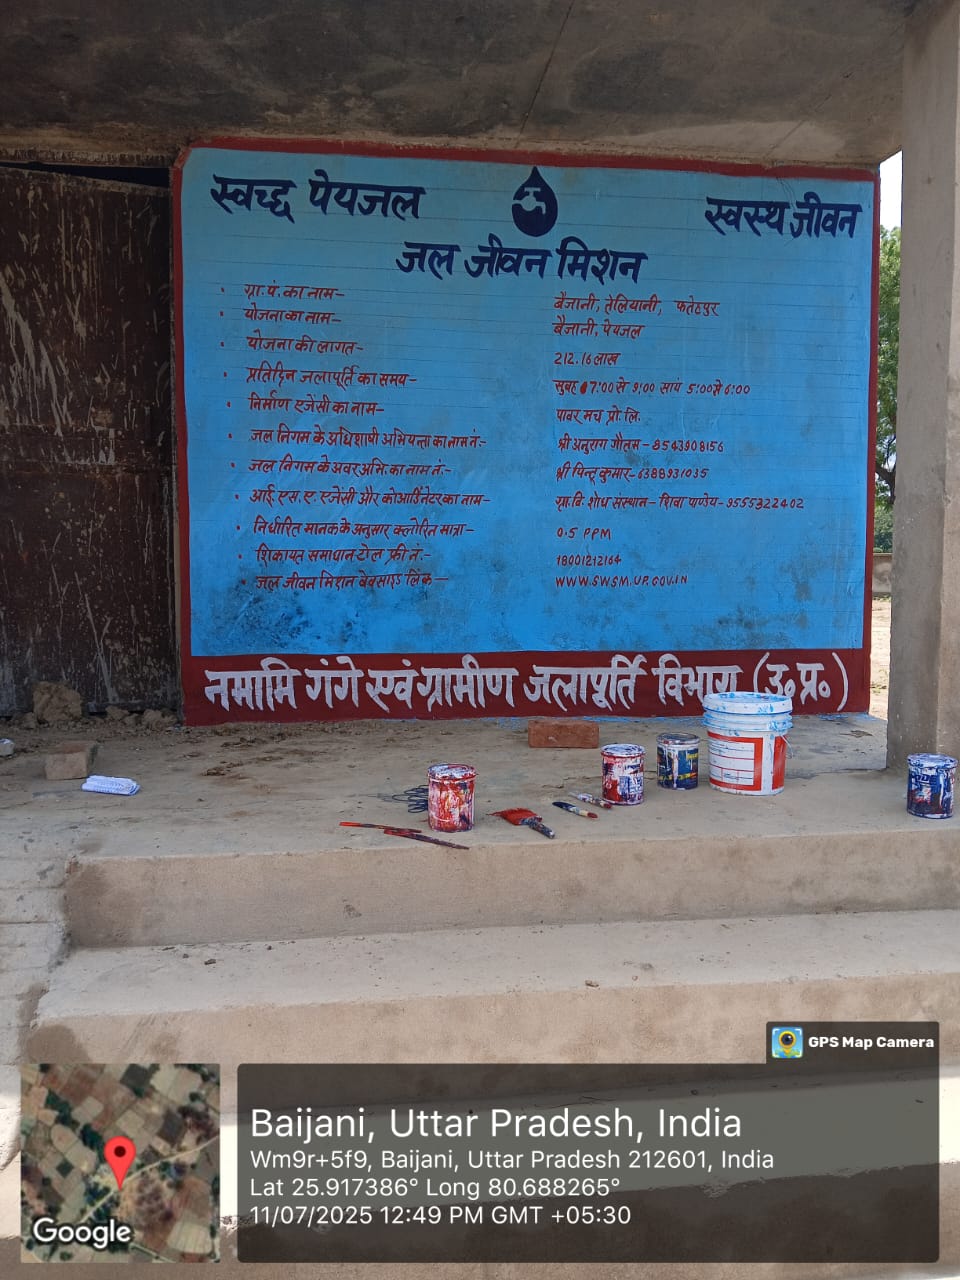 स्वच्छ पेयजल स्वस्थ जीवन
जल जीवन मिशन
• ग्रा.पं. का नाम- बैजानी, तेलियानी, फतेहपुर
• योजना का नाम- बैजानी, पेयजल
• योजना की लागत- 212.16 लाख
• प्रतिदिन जलापूर्ति का समय- सुबह 7:00 से 9:00 सायं 5:00 से 6:00
• निर्माण एजेंसी का नाम- पावर मच प्रो. लि.
• जल निगम के अधिशाषी अभियन्ता का नाम नं.- श्री अनुराग गौतम - 8543908156
• जल निगम के अवर अभि. का नाम नं.- श्री पिन्टू कुमार - 6388931035
• आई.एस.ए. एजेंसी और कोआर्डिनेटर का नाम- ग्रा.वि. शोध संस्थान - शिवा पाण्डेय - 9555322402
• निर्धारित मानक के अनुसार क्लोरिन मात्रा- 0.5 PPM
• शिकायत समाधान टोल फ्री नं.- 18001212164
• जल जीवन मिशन वेबसाइड लिंक- WWW.SWSM.UP.GOV.IN
नमामि गंगे एवं ग्रामीण जलापूर्ति विभाग (उ॰प्र॰)
GPS Map Camera
Baijani, Uttar Pradesh, India
Wm9r+5f9, Baijani, Uttar Pradesh 212601, India
Lat 25.917386° Long 80.688265°
11/07/2025 12:49 PM GMT +05:30
Google